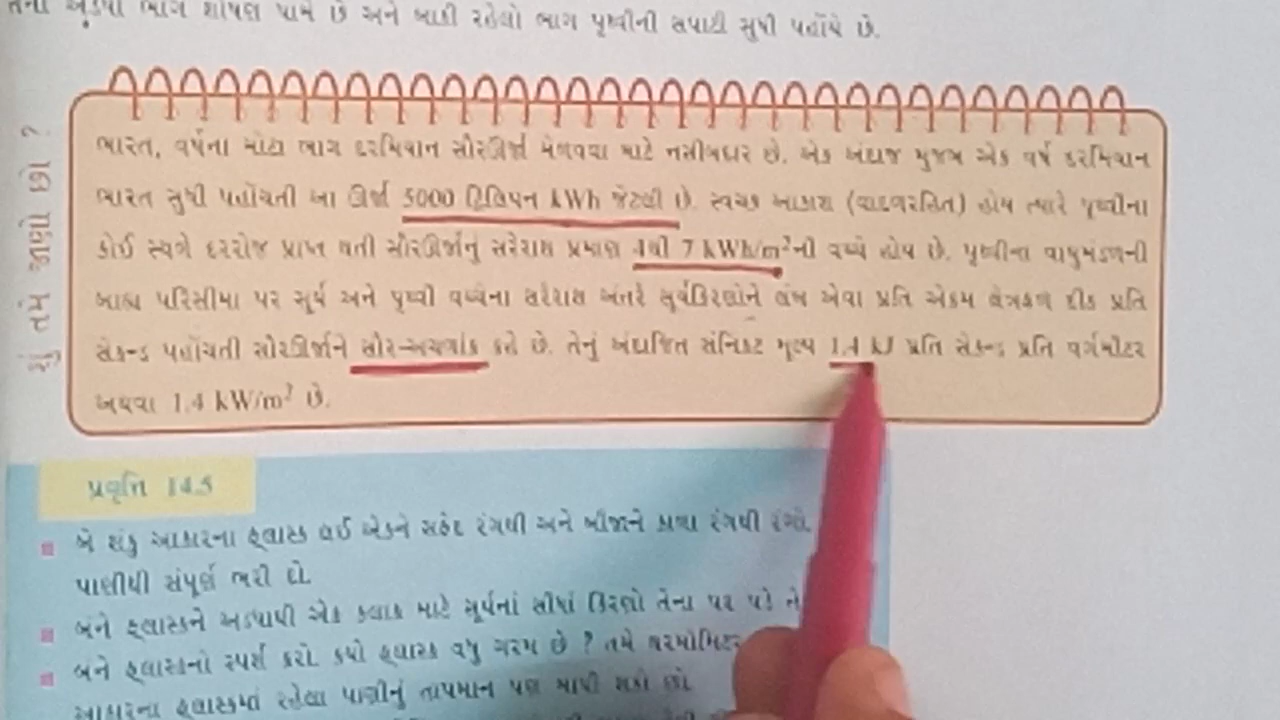 અડધો ભાગ શોષણ પામે છે અને બાકી રહેલો ભાગ પૃથ્વીની સપાટી સુધી પહોંચે છે.
શું તમે જાણો છો ?
ભારત, વર્ષના મોટા ભાગ દરમિયાન સૌરઊર્જા મેળવવા માટે નસીબદાર છે. એક અંદાજ મુજબ એક વર્ષ દરમિયાન
ભારત સુધી પહોંચતી આ ઊર્જા 5000 ટ્રિલિયન kWh જેટલી છે. સ્વચ્છ આકાશ (વાદળરહિત) હોય ત્યારે પૃથ્વીના
કોઈ સ્થળે દરરોજ પ્રાપ્ત થતી સૌરઊર્જાનું સરેરાશ પ્રમાણ 4થી 7 kWh/m²ની વચ્ચે હોય છે. પૃથ્વીના વાયુમંડળની
બાહ્ય પરિસીમા પર સૂર્ય અને પૃથ્વી વચ્ચેના સરેરાશ અંતરે સૂર્યકિરણોને લંબ એવા પ્રતિ એકમ ક્ષેત્રફળ દીઠ પ્રતિ
સેકન્ડ પહોંચતી સૌરઊર્જાને સૌર-અચળાંક કહે છે. તેનું અંદાજિત સંનિકટ મૂલ્ય 1.4 kJ પ્રતિ સેકન્ડ પ્રતિ વર્ગમીટર
અથવા 1.4 kW/m² છે.
પ્રવૃત્તિ 14.5
બે શંકુ આકારના ફ્લાસ્ક લઈ એકને સફેદ રંગથી અને બીજાને કાળા રંગથી રંગો.
પાણીથી સંપૂર્ણ ભરી દો.
બંને ફ્લાસ્કને અડધાથી એક કલાક માટે સૂર્યનાં સીધાં કિરણો તેના પર પડે તે
બંને ફ્લાસ્કનો સ્પર્શ કરો. કયો ફ્લાસ્ક વધુ ગરમ છે ? તમે થરમોમિટર
આકારના ફ્લાસ્કમાં રહેલા પાણીનું તાપમાન પણ માપી શકો છો.